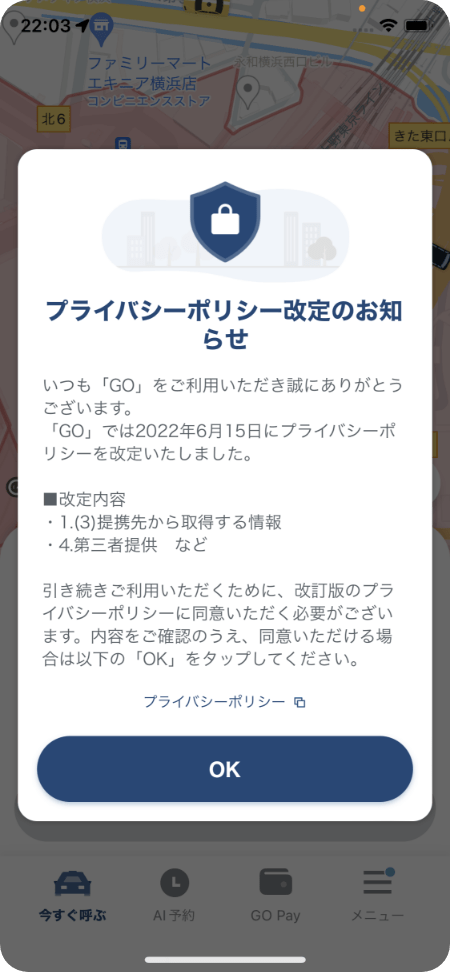 22:03
ファミリーマート
エキニア横浜店
コンビニエンスストア
永和横浜西口ビル
北6
きた東口
プライバシーポリシー改定のお知
らせ
いつも「GO」をご利用いただき誠にありがとう
ございます。
「GO」では2022年6月15日にプライバシーポ
リシーを改定いたしました。
■改定内容
・1.(3)提携先から取得する情報
・4.第三者提供　など
引き続きご利用いただくために、改訂版のプラ
イバシーポリシーに同意いただく必要がござい
ます。内容をご確認のうえ、同意いただける場
合は以下の「OK」をタップしてください。
プライバシーポリシー
OK
今すぐ呼ぶ
AI予約
GO Pay
メニュー